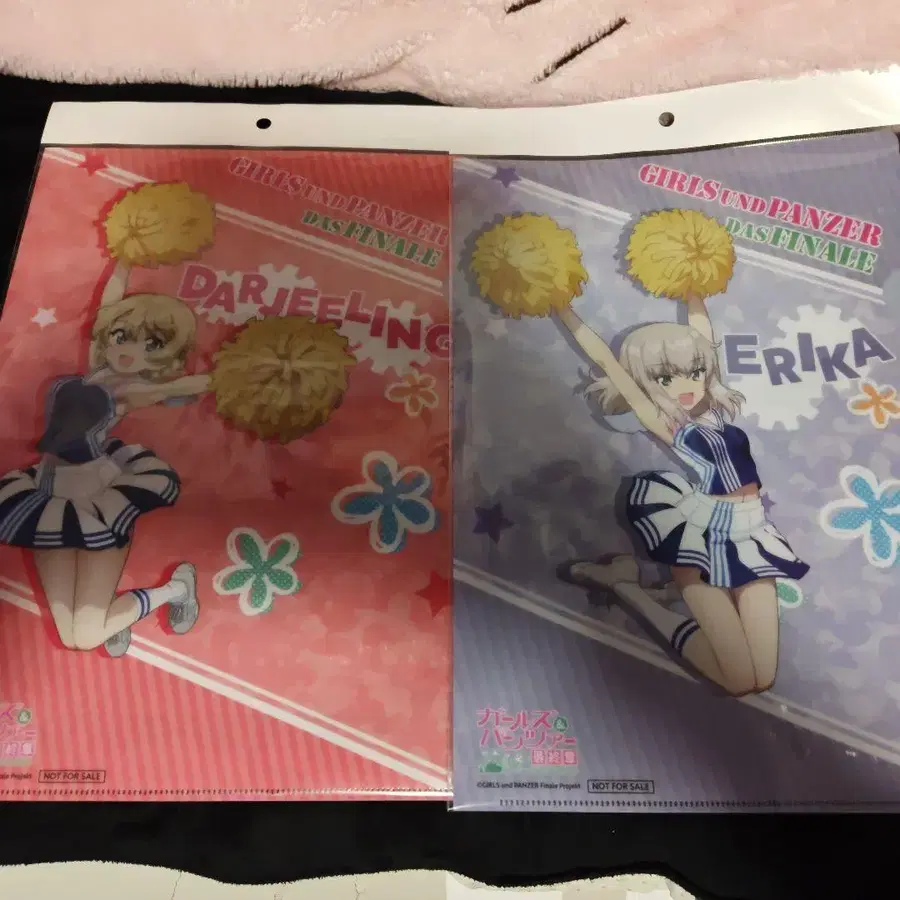 GIRLS UND PANZER
DAS FINALE
DARJEELING
NOT FOR SALE
GIRLS UND PANZER
DAS FINALE
ERIKA
ガールズ&
パンツァー
最終章
©GIRLS und PANZER Finale Projekt
NOT FOR SALE